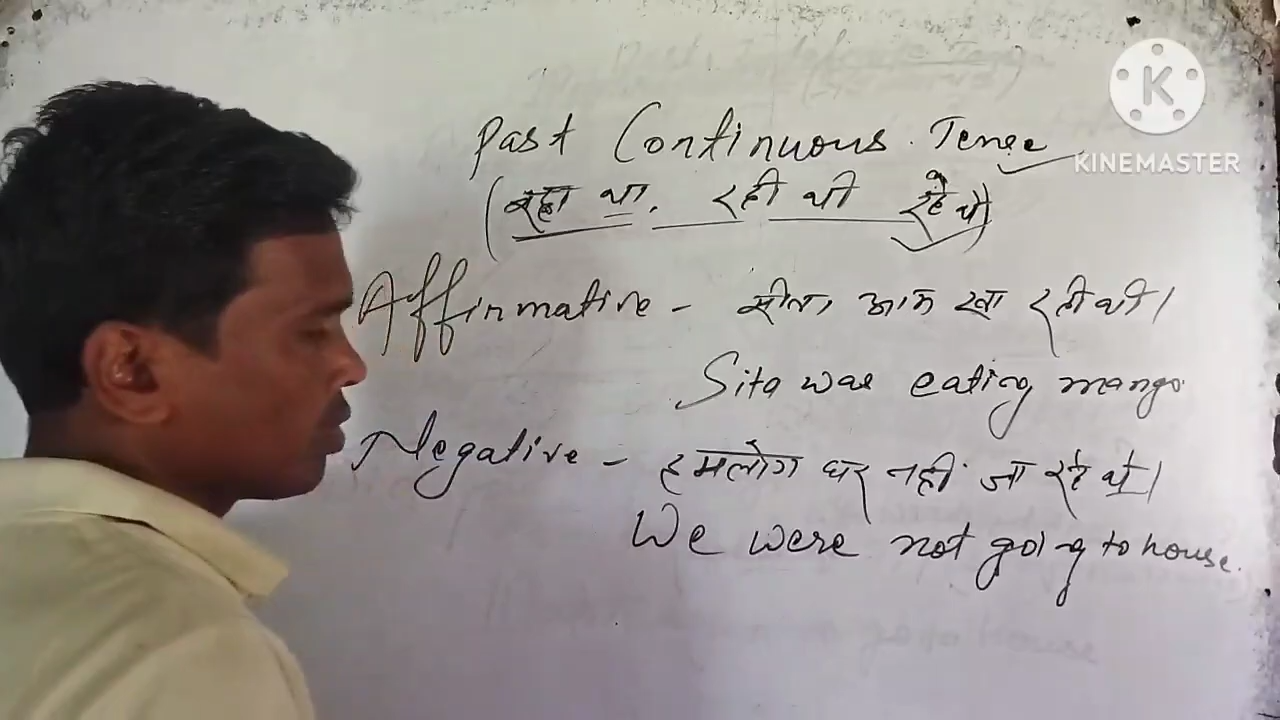 Past Continuous Tense
(रहा था, रही थी रहे थे)
Affirmative - सीता आम खा रही थी।
Sita was eating mango.
Negative - हमलोग घर नहीं जा रहे थे।
We were not going to house.
KINEMASTER